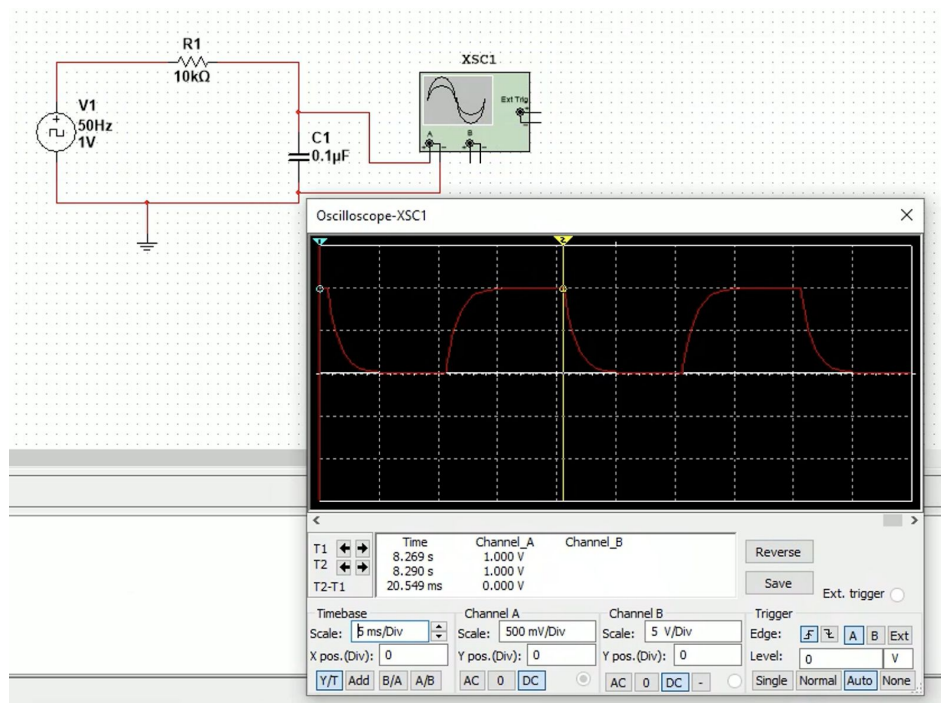 R1
10kΩ
XSC1
Ext Trig
+
V1
+
50Hz
1V
A
B
C1
0.1µF
+
-
+
-
Oscilloscope-XSC1
1
2
Time Channel_A Channel_B
T1 8.269 s 1.000 V
T2 8.290 s 1.000 V
T2-T1 20.549 ms 0.000 V
Reverse
Save
Ext. trigger
Timebase Channel A Channel B Trigger
Scale: 5 ms/Div Scale: 500 mV/Div Scale: 5 V/Div Edge: A B Ext
X pos.(Div): 0 Y pos.(Div): 0 Y pos.(Div): 0 Level: 0 V
Y/T Add B/A A/B AC 0 DC AC 0 DC - Single Normal Auto None